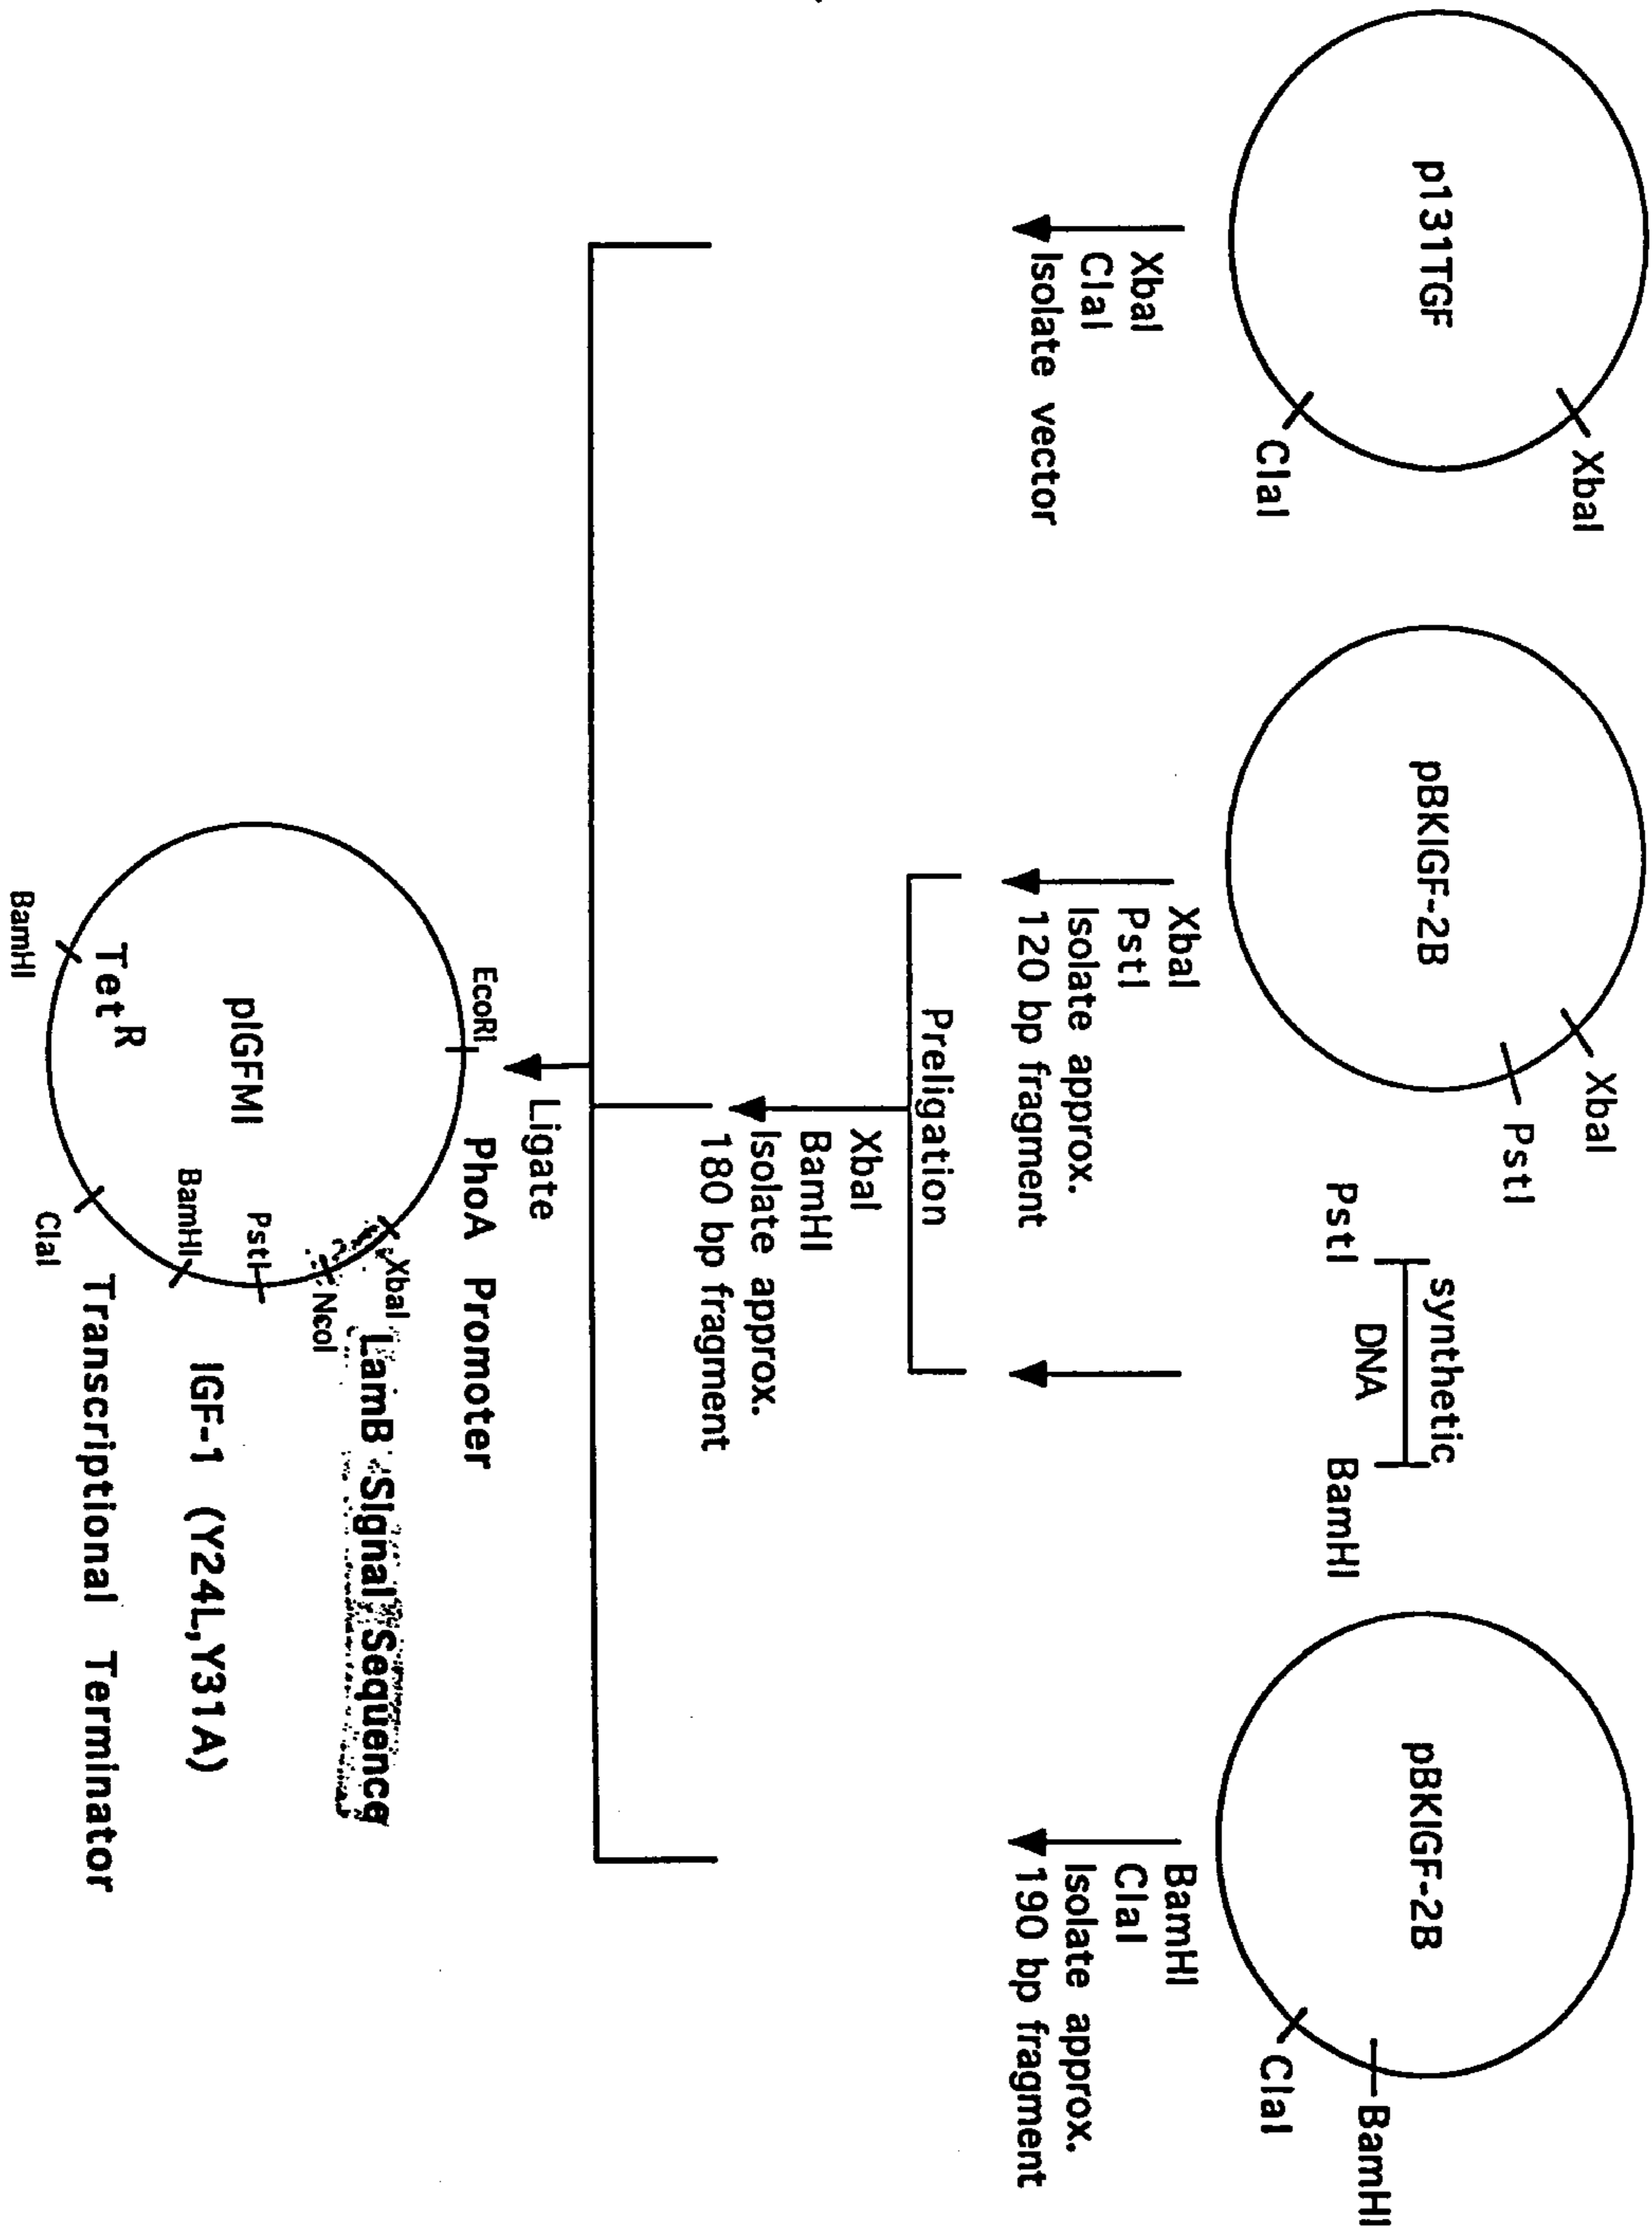 p131TGF
XbaI
ClaI
XbaI
ClaI
Isolate vector
pBKIGF-2B
XbaI
PstI
XbaI
PstI
Isolate approx.
120 bp fragment
synthetic
DNA
PstI
BamHI
pBKIGF-2B
BamHI
ClaI
BamHI
ClaI
Isolate approx.
190 bp fragment
Preligation
XbaI
BamHI
Isolate approx.
180 bp fragment
Ligate
EcoRI
PhoA Promoter
XbaI
LamB Signal Sequence
NcoI
pIGFMI
PstI
BamHI
IGF-1 (Y24L,Y31A)
Tet R
ClaI
Transcriptional Terminator
BamHI